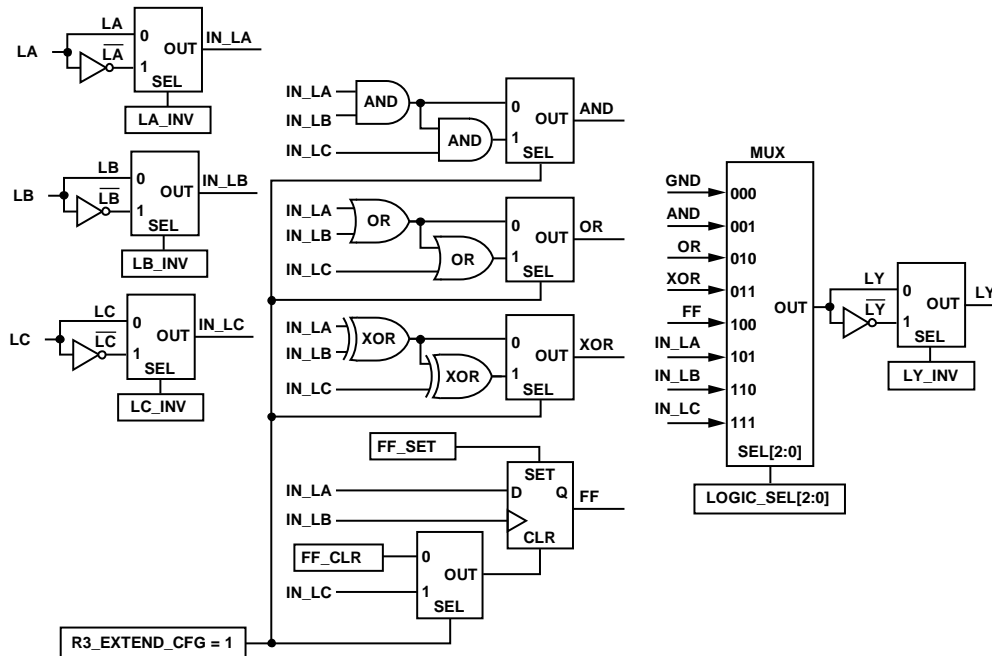 LA
LA
LA
0
1
OUT
SEL
IN_LA
LA_INV
LB
LB
LB
0
1
OUT
SEL
IN_LB
LB_INV
LC
LC
LC
0
1
OUT
SEL
IN_LC
LC_INV
IN_LA
IN_LB
IN_LC
AND
AND
0
1
OUT
SEL
AND
IN_LA
IN_LB
IN_LC
OR
OR
0
1
OUT
SEL
OR
IN_LA
IN_LB
IN_LC
XOR
XOR
0
1
OUT
SEL
XOR
FF_SET
IN_LA
IN_LB
SET
D
Q
CLR
FF
FF_CLR
IN_LC
0
1
OUT
SEL
R3_EXTEND_CFG = 1
MUX
GND
000
AND
001
OR
010
XOR
011
FF
100
IN_LA
101
IN_LB
110
IN_LC
111
OUT
SEL[2:0]
LOGIC_SEL[2:0]
LY
LY
0
1
OUT
SEL
LY
LY_INV